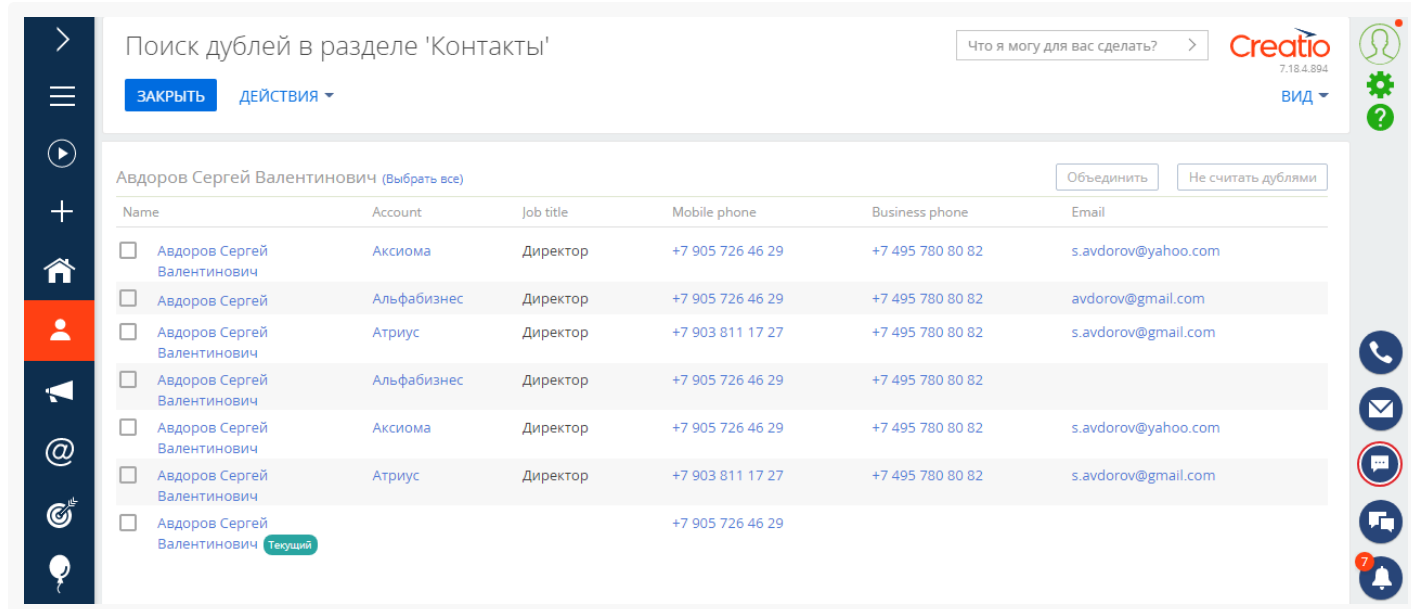 Поиск дублей в разделе 'Контакты'
Что я могу для вас сделать?
Creatio
7.18.4.894
ЗАКРЫТЬ ДЕЙСТВИЯ ВИД
Авдоров Сергей Валентинович (Выбрать все) Объединить Не считать дублями
Name Account Job title Mobile phone Business phone Email
Авдоров Сергей Аксиома Директор +7 905 726 46 29 +7 495 780 80 82 s.avdorov@yahoo.com
Валентинович
Авдоров Сергей Альфабизнес Директор +7 905 726 46 29 +7 495 780 80 82 avdorov@gmail.com
Авдоров Сергей Атриус Директор +7 903 811 17 27 +7 495 780 80 82 s.avdorov@gmail.com
Валентинович
Авдоров Сергей Альфабизнес Директор +7 905 726 46 29 +7 495 780 80 82
Валентинович
Авдоров Сергей Аксиома Директор +7 905 726 46 29 +7 495 780 80 82 s.avdorov@yahoo.com
Валентинович
Авдоров Сергей Атриус Директор +7 903 811 17 27 +7 495 780 80 82 s.avdorov@gmail.com
Валентинович
Авдоров Сергей +7 905 726 46 29
Валентинович Текущий
7